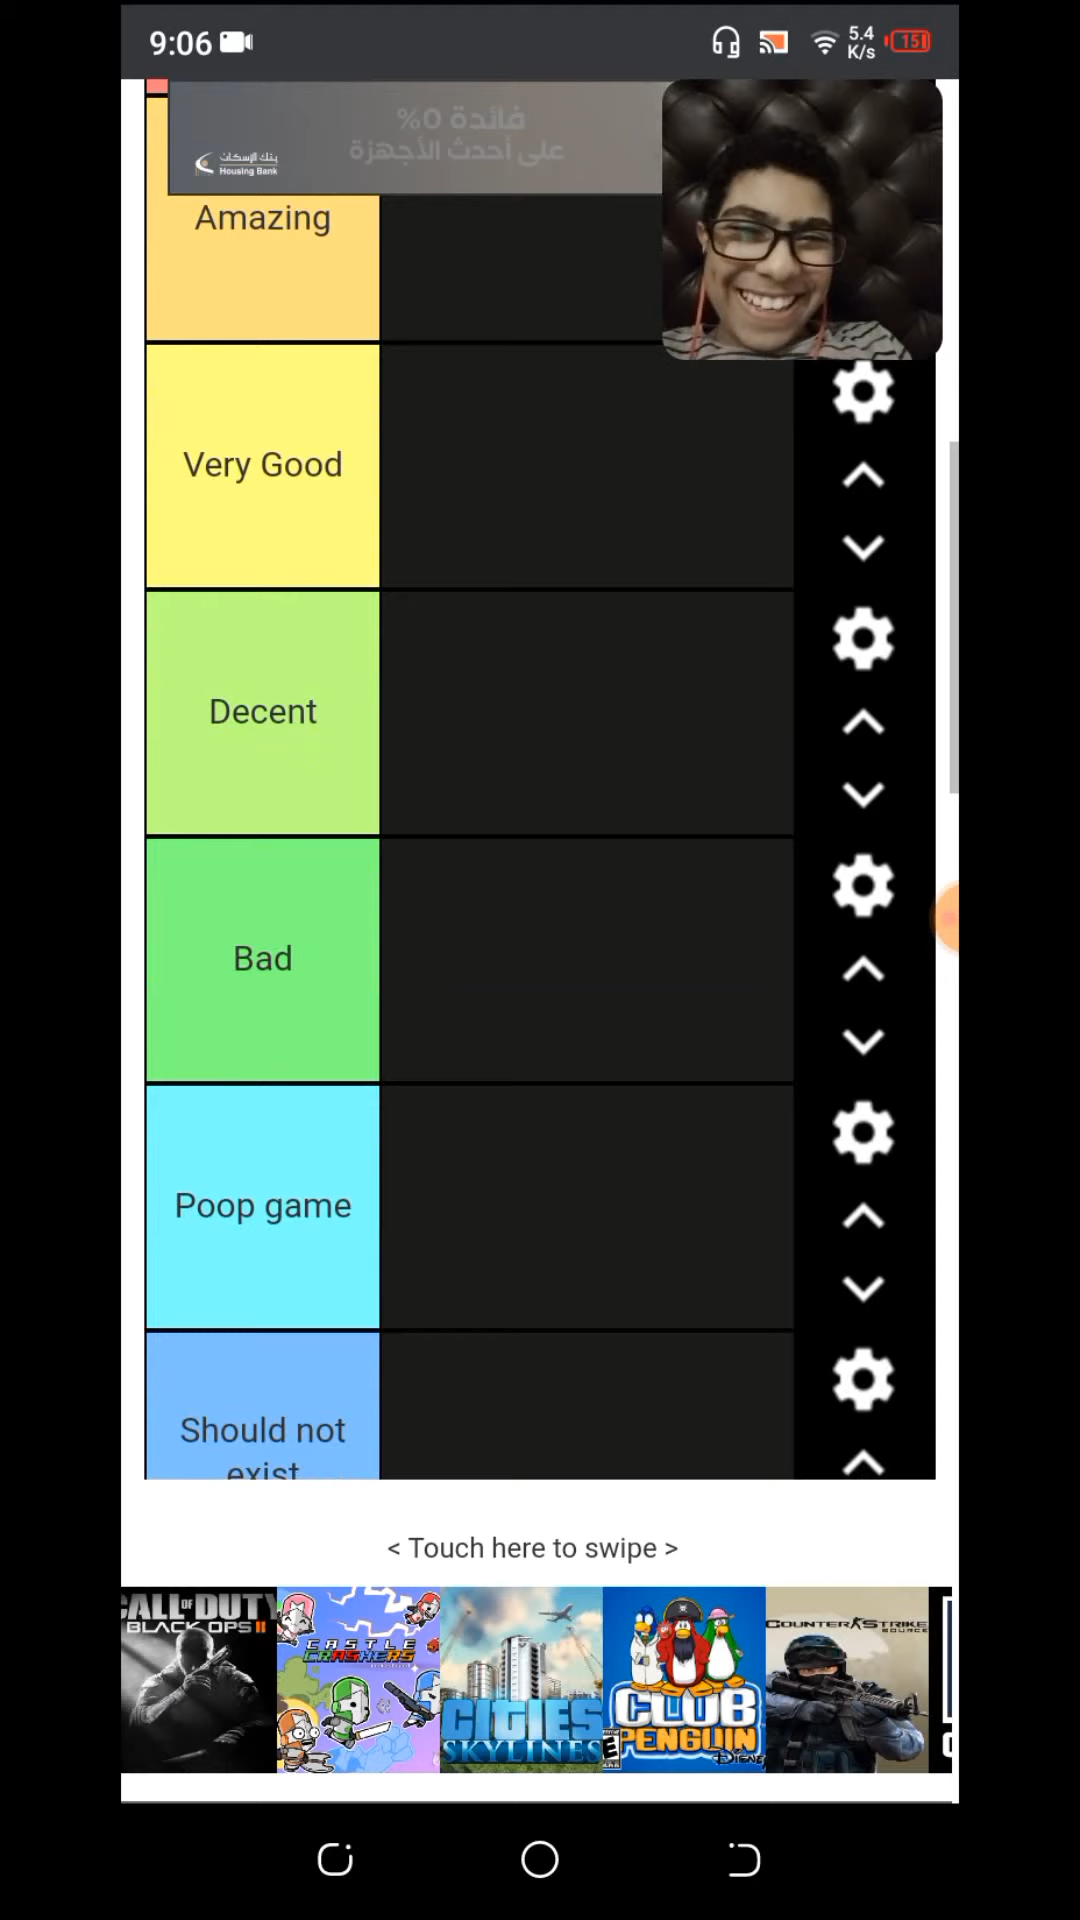 9:06
5.4
K/s
15
فائدة 0%
على أحدث الأجهزة
بنك الإسكان
Housing Bank
Amazing
Very Good
Decent
Bad
Poop game
Should not
exist
< Touch here to swipe >
CALL OF DUTY
BLACK OPS II
CASTLE
CRASHERS
CITIES
SKYLINES
CLUB
PENGUIN
Disney
E
COUNTER STRIKE
SOURCE